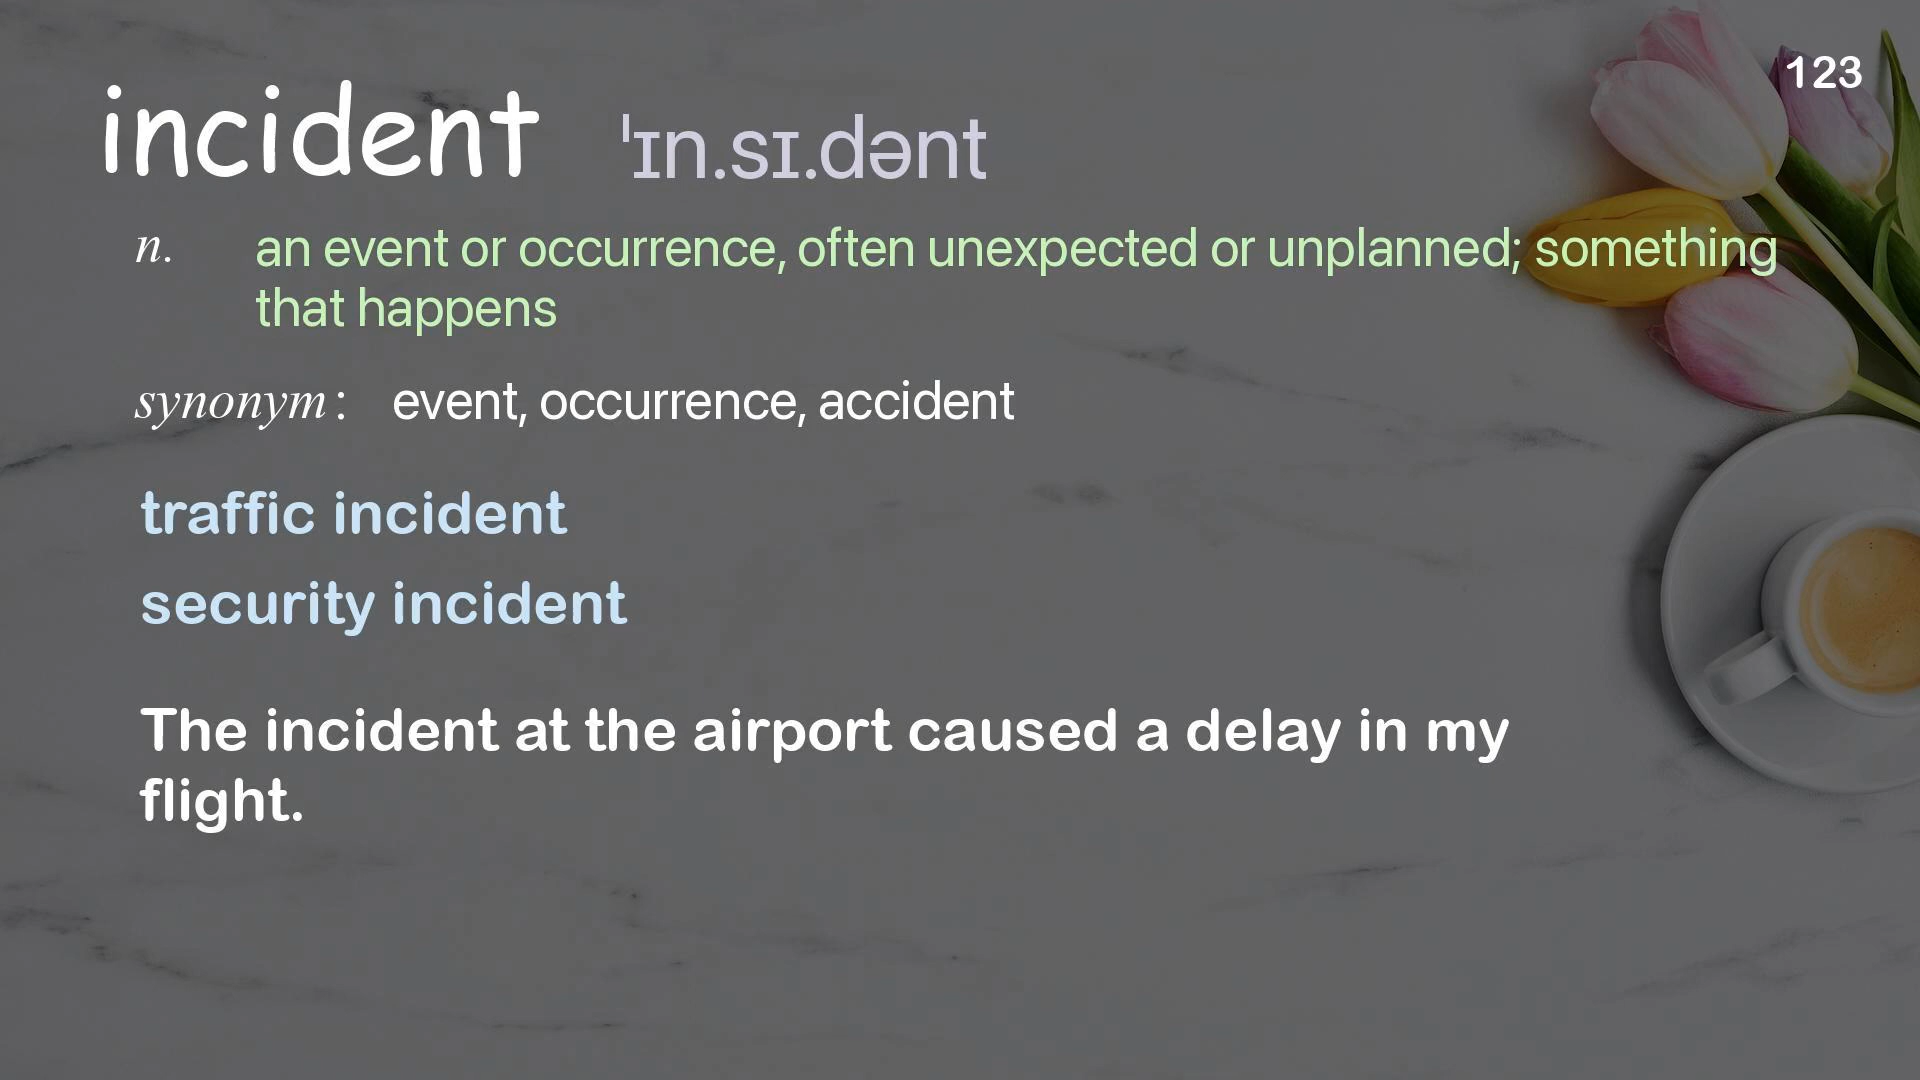 123
incident ˈɪn.sɪ.dənt
n. an event or occurrence, often unexpected or unplanned; something
that happens
synonym : event, occurrence, accident
traffic incident
security incident
The incident at the airport caused a delay in my
flight.